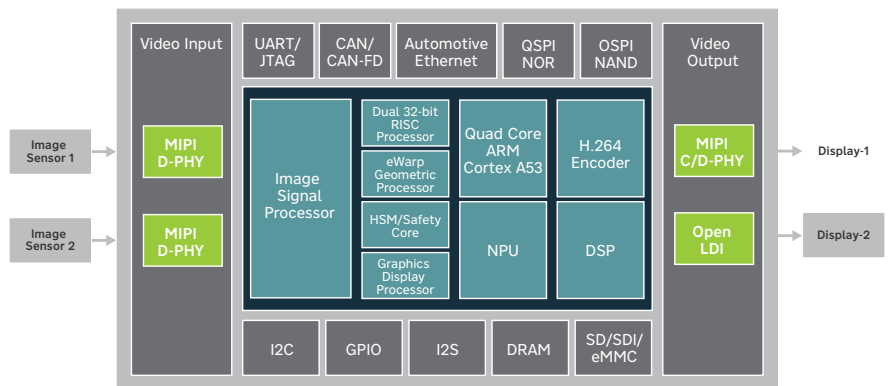 Video Input
UART/
JTAG
CAN/
CAN-FD
Automotive
Ethernet
QSPI
NOR
OSPI
NAND
Video
Output
Image
Sensor 1
MIPI
D-PHY
Image
Sensor 2
MIPI
D-PHY
Image
Signal
Processor
Dual 32-bit
RISC
Processor
eWarp
Geometric
Processor
HSM/Safety
Core
Graphics
Display
Processor
Quad Core
ARM
Cortex A53
H.264
Encoder
NPU
DSP
MIPI
C/D-PHY
Display-1
Open
LDI
Display-2
I2C
GPIO
I2S
DRAM
SD/SDI/
eMMC